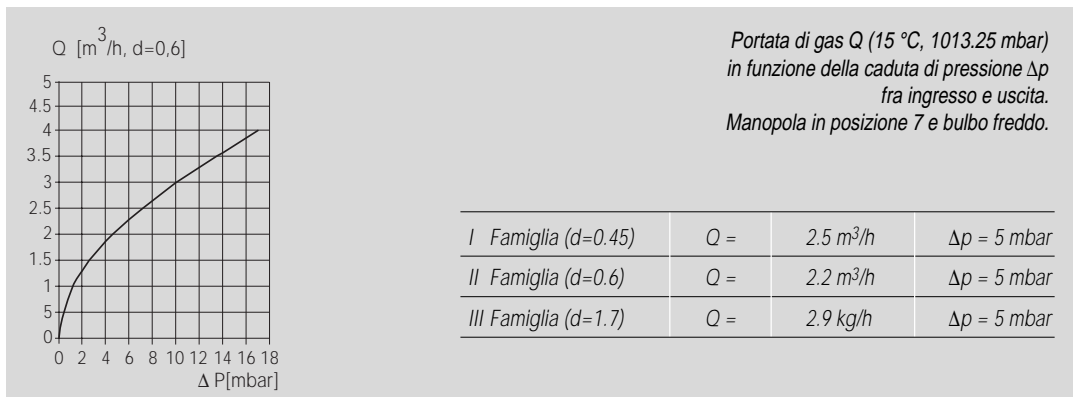 Q [m³/h, d=0,6]
5
4.5
4
3.5
3
2.5
2
1.5
1
5
0
0 2 4 6 8 10 12 14 16 18
Δ P[mbar]
Portata di gas Q (15 °C, 1013.25 mbar)
in funzione della caduta di pressione Δp
fra ingresso e uscita.
Manopola in posizione 7 e bulbo freddo.
I Famiglia (d=0.45) Q = 2.5 m³/h Δp = 5 mbar
II Famiglia (d=0.6) Q = 2.2 m³/h Δp = 5 mbar
III Famiglia (d=1.7) Q = 2.9 kg/h Δp = 5 mbar